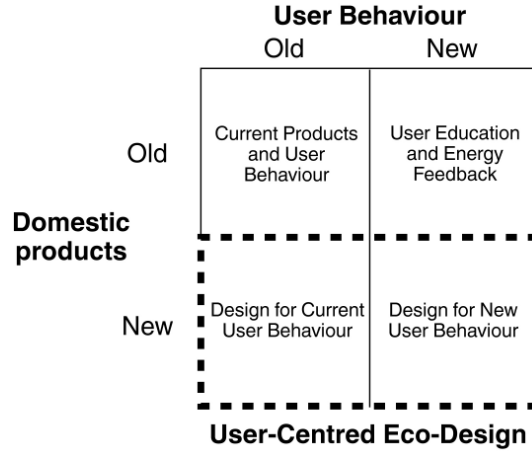 User Behaviour
Old New
Current Products
and User
Behaviour
User Education
and Energy
Feedback
Old
Domestic
products
New
Design for Current
User Behaviour
Design for New
User Behaviour
User-Centred Eco-Design